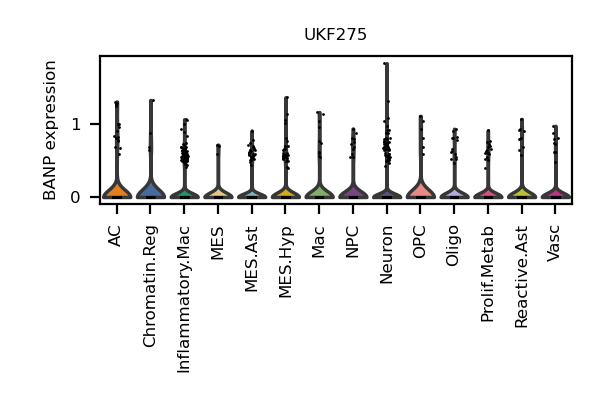 UKF275
BANP expression
1
0
AC
Chromatin.Reg
Inflammatory.Mac
MES
MES.Ast
MES.Hyp
Mac
NPC
Neuron
OPC
Oligo
Prolif.Metab
Reactive.Ast
Vasc